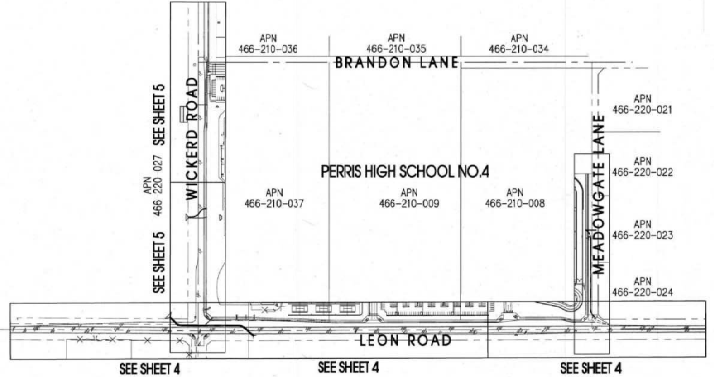 APN
466-210-036
APN
466-210-035
APN
466-210-034
BRANDON LANE
APN
466-220-021
SEE SHEET 5
WICKERD ROAD
APN
466 220 027
PERRIS HIGH SCHOOL NO.4
APN
466-220-022
MEADOWGATE LANE
APN
466-210-037
APN
466-210-009
APN
466-210-008
APN
466-220-023
SEE SHEET 5
APN
466-220-024
LEON ROAD
SEE SHEET 4
SEE SHEET 4
SEE SHEET 4